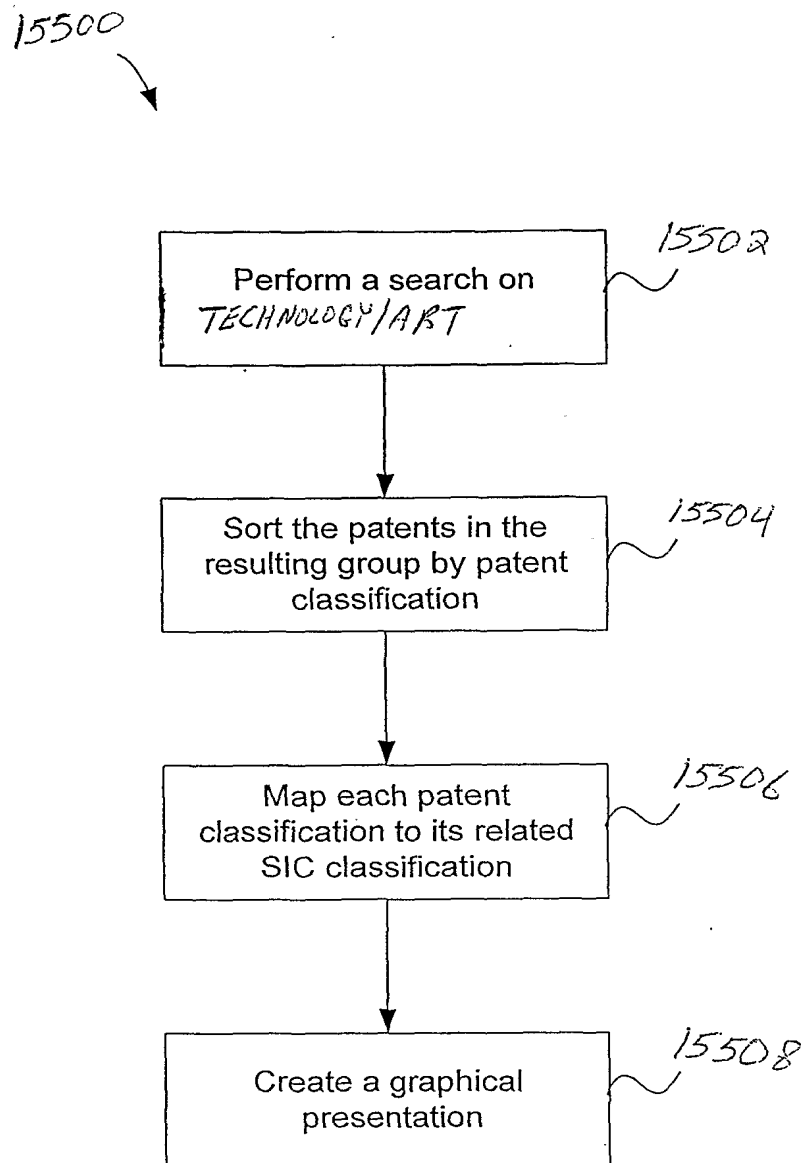 15500
15502
Perform a search on
TECHNOLOGY/ART
15504
Sort the patents in the
resulting group by patent
classification
15506
Map each patent
classification to its related
SIC classification
15508
Create a graphical
presentation